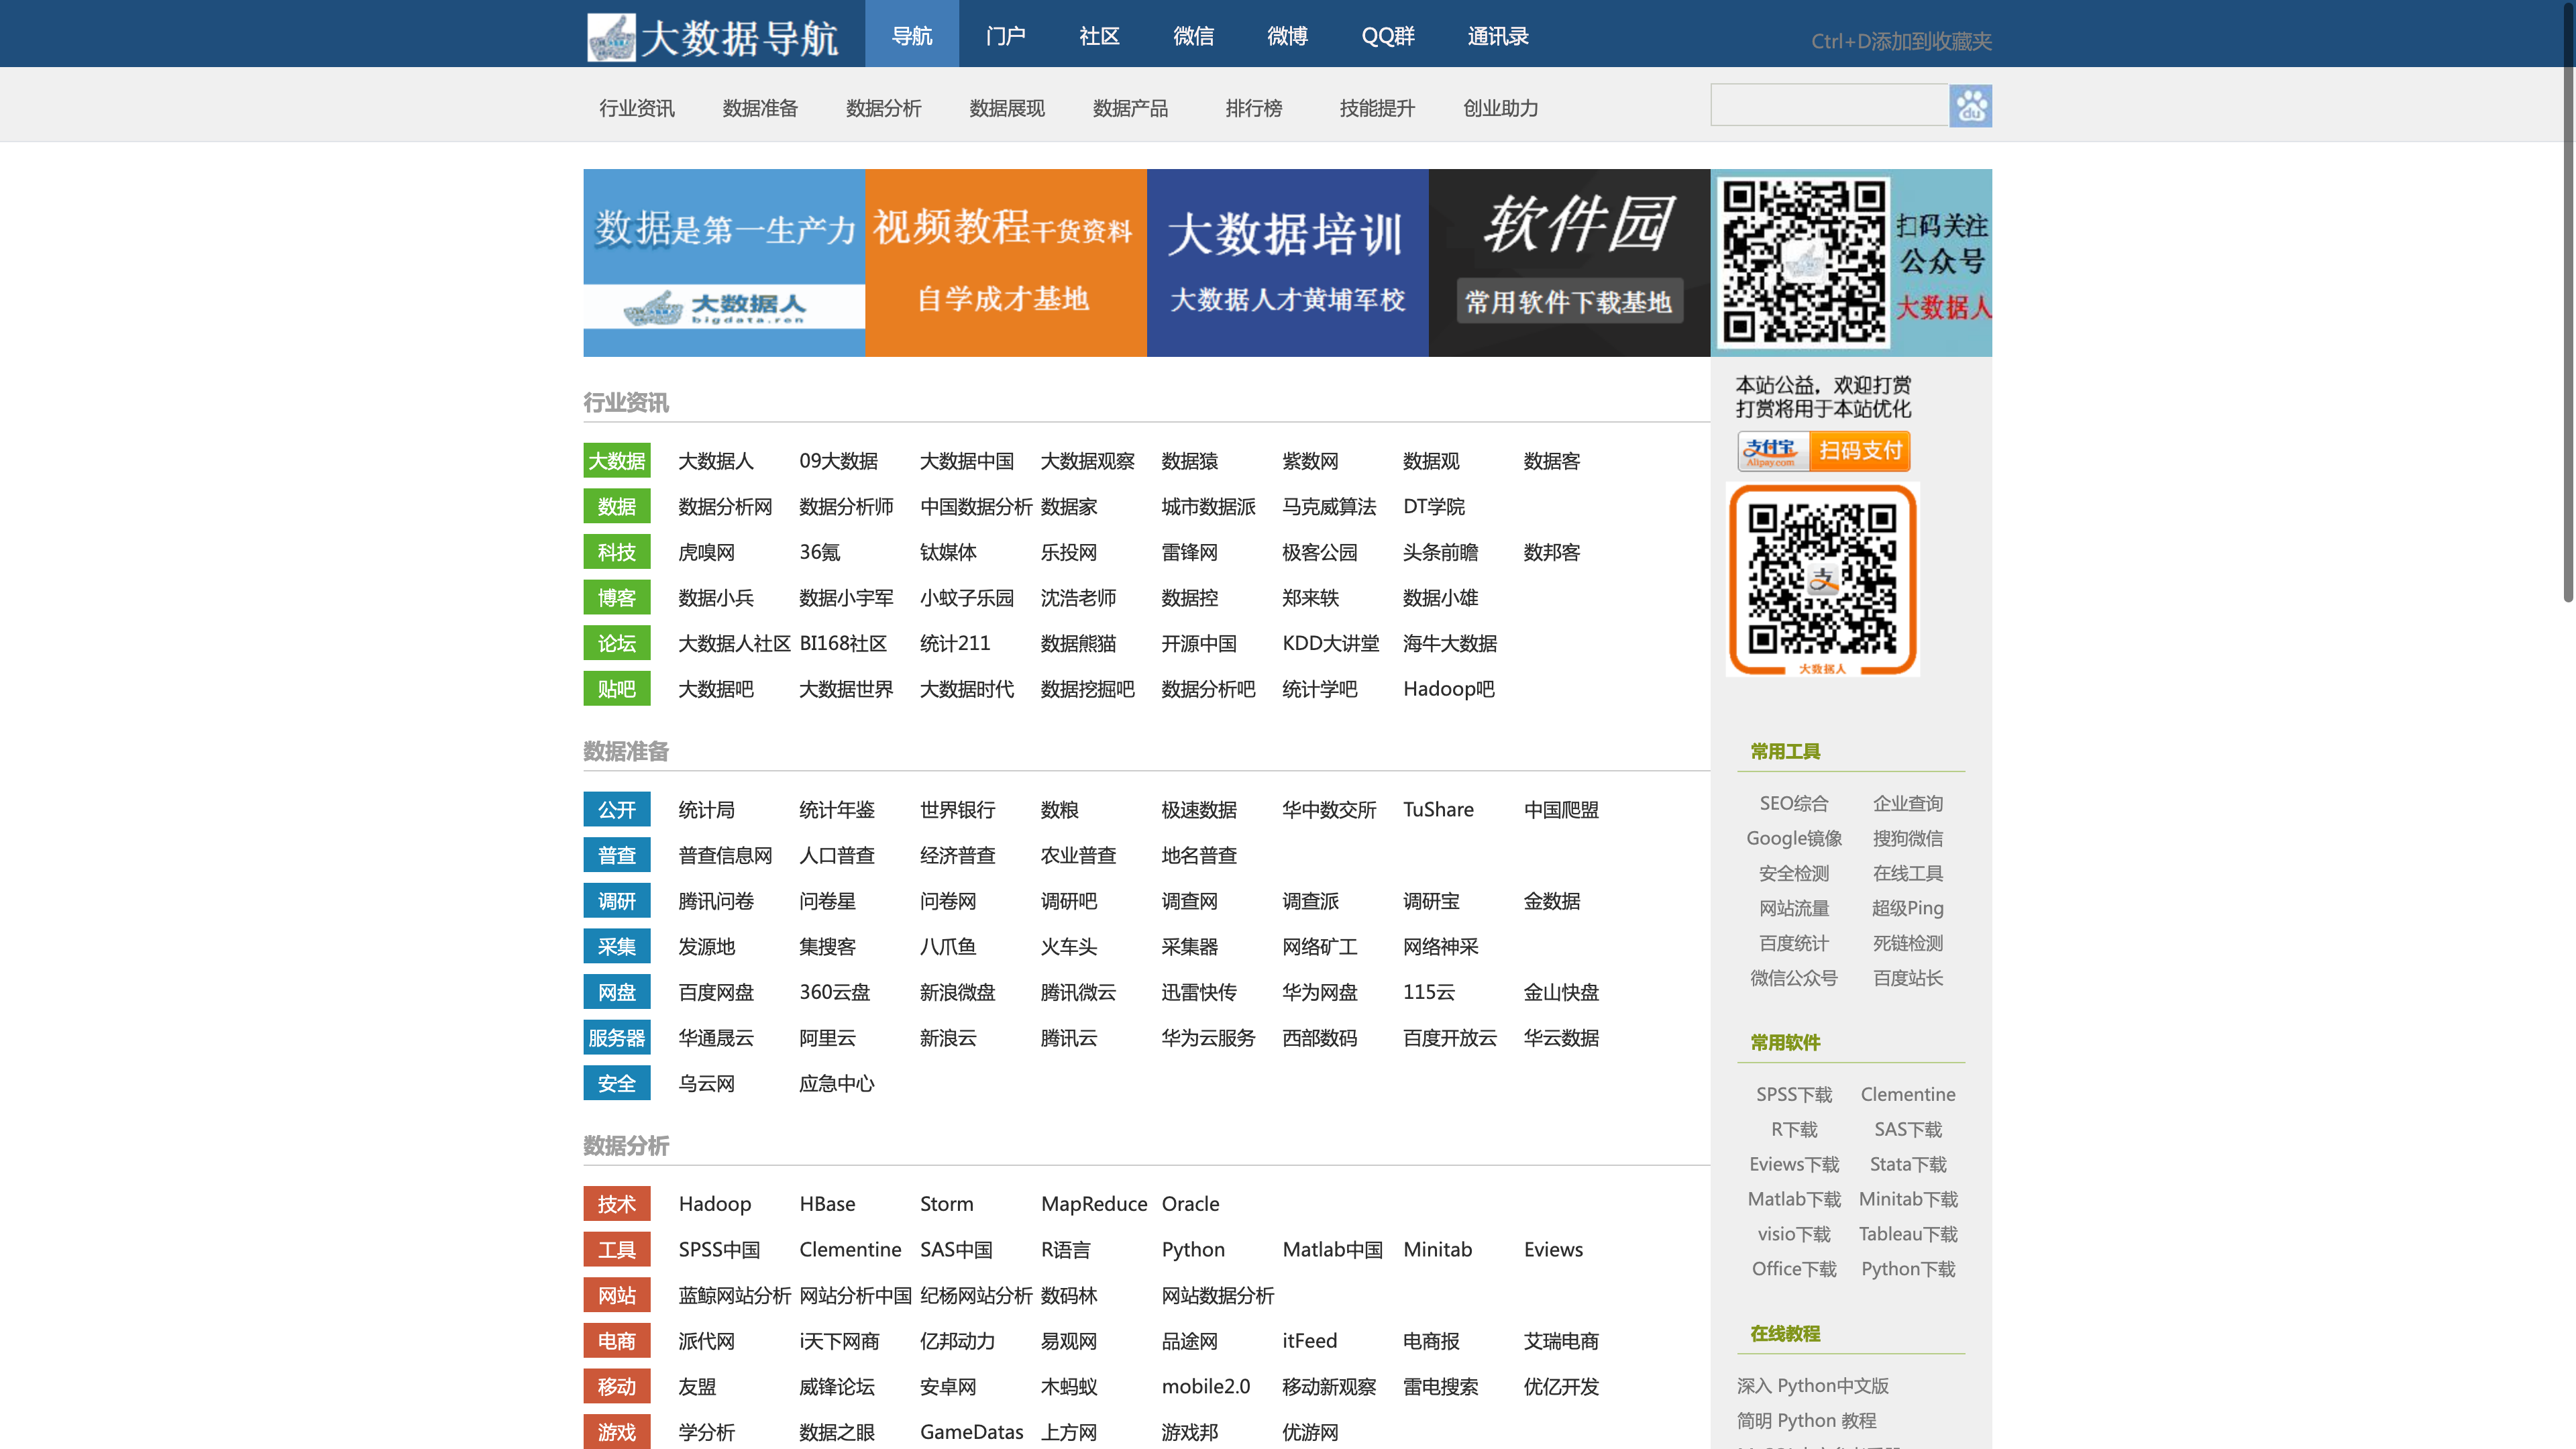 大数据导航 导航 门户 社区 微信 微博 QQ群 通讯录 Ctrl+D添加到收藏夹
行业资讯 数据准备 数据分析 数据展现 数据产品 排行榜 技能提升 创业助力
数据是第一生产力
大数据人
bigdata.ren
视频教程干货资料
自学成才基地
大数据培训
大数据人才黄埔军校
软件园
常用软件下载基地
扫码关注
公众号
大数据人
行业资讯
大数据 大数据人 09大数据 大数据中国 大数据观察 数据猿 紫数网 数据观 数据客
数据 数据分析网 数据分析师 中国数据分析 数据家 城市数据派 马克威算法 DT学院
科技 虎嗅网 36氪 钛媒体 乐投网 雷锋网 极客公园 头条前瞻 数邦客
博客 数据小兵 数据小宇军 小蚊子乐园 沈浩老师 数据控 郑来轶 数据小雄
论坛 大数据人社区 BI168社区 统计211 数据熊猫 开源中国 KDD大讲堂 海牛大数据
贴吧 大数据吧 大数据世界 大数据时代 数据挖掘吧 数据分析吧 统计学吧 Hadoop吧
数据准备
公开 统计局 统计年鉴 世界银行 数粮 极速数据 华中数交所 TuShare 中国爬盟
普查 普查信息网 人口普查 经济普查 农业普查 地名普查
调研 腾讯问卷 问卷星 问卷网 调研吧 调查网 调查派 调研宝 金数据
采集 发源地 集搜客 八爪鱼 火车头 采集器 网络矿工 网络神采
网盘 百度网盘 360云盘 新浪微盘 腾讯微云 迅雷快传 华为网盘 115云 金山快盘
服务器 华通晟云 阿里云 新浪云 腾讯云 华为云服务 西部数码 百度开放云 华云数据
安全 乌云网 应急中心
数据分析
技术 Hadoop HBase Storm MapReduce Oracle
工具 SPSS中国 Clementine SAS中国 R语言 Python Matlab中国 Minitab Eviews
网站 蓝鲸网站分析 网站分析中国 纪杨网站分析 数码林 网站数据分析
电商 派代网 i天下网商 亿邦动力 易观网 品途网 itFeed 电商报 艾瑞电商
移动 友盟 威锋论坛 安卓网 木蚂蚁 mobile2.0 移动新观察 雷电搜索 优亿开发
游戏 学分析 数据之眼 GameDatas 上方网 游戏邦 优游网
本站公益，欢迎打赏
打赏将用于本站优化
支付宝 Alipay.com 扫码支付
支
大数据人
常用工具
SEO综合 企业查询
Google镜像 搜狗微信
安全检测 在线工具
网站流量 超级Ping
百度统计 死链检测
微信公众号 百度站长
常用软件
SPSS下载 Clementine
R下载 SAS下载
Eviews下载 Stata下载
Matlab下载 Minitab下载
visio下载 Tableau下载
Office下载 Python下载
在线教程
深入 Python中文版
简明 Python 教程